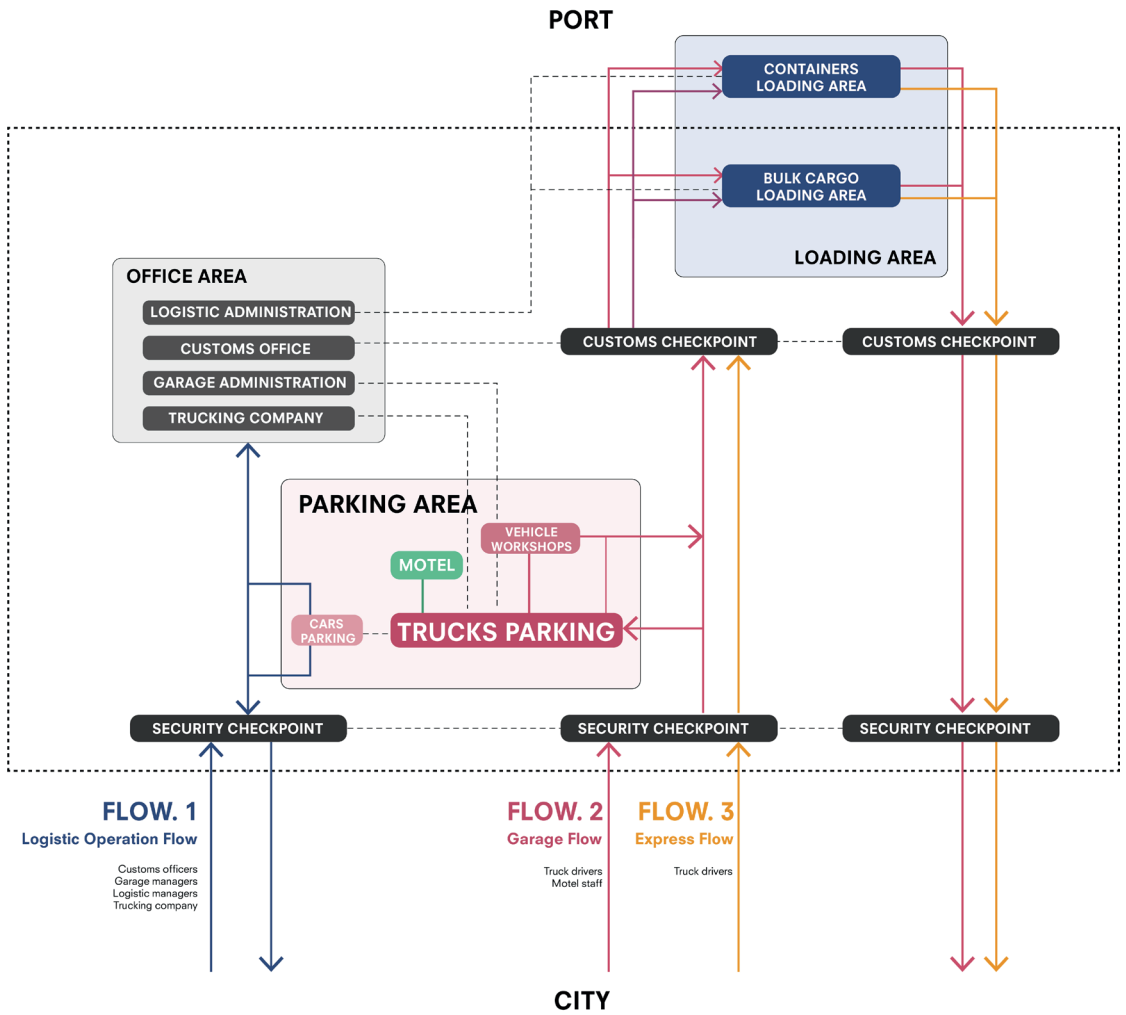 PORT
CONTAINERS
LOADING AREA
BULK CARGO
LOADING AREA
LOADING AREA
OFFICE AREA
LOGISTIC ADMINISTRATION
CUSTOMS OFFICE
GARAGE ADMINISTRATION
TRUCKING COMPANY
CUSTOMS CHECKPOINT
CUSTOMS CHECKPOINT
PARKING AREA
VEHICLE
WORKSHOPS
MOTEL
CARS
PARKING
TRUCKS PARKING
SECURITY CHECKPOINT
SECURITY CHECKPOINT
SECURITY CHECKPOINT
FLOW. 1
Logistic Operation Flow
Customs officers
Garage managers
Logistic managers
Trucking company
FLOW. 2
Garage Flow
Truck drivers
Motel staff
FLOW. 3
Express Flow
Truck drivers
CITY